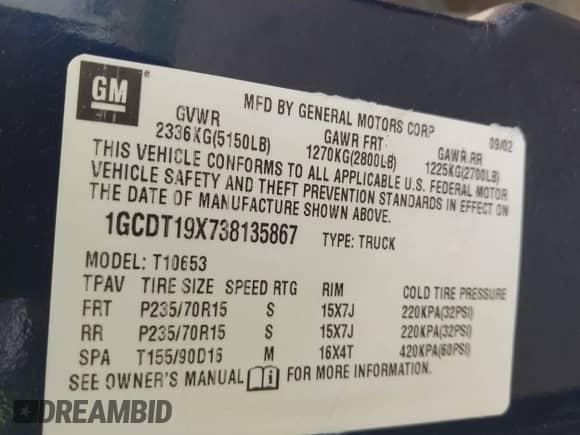 GM
MFD BY GENERAL MOTORS CORP 09/02
GVWR GAWR FRT GAWR RR
2336KG(5150LB) 1270KG(2800LB) 1225KG(2700LB)
THIS VEHICLE CONFORMS TO ALL APPLICABLE U.S. FEDERAL MOTOR
VEHICLE SAFETY AND THEFT PREVENTION STANDARDS IN EFFECT ON
THE DATE OF MANUFACTURE SHOWN ABOVE.
1GCDT19X738135867 TYPE: TRUCK
MODEL: T10653
TPAV TIRE SIZE SPEED RTG RIM COLD TIRE PRESSURE
FRT P235/70R15 S 15X7J 220KPA(32PSI)
RR P235/70R15 S 15X7J 220KPA(32PSI)
SPA T155/90D16 M 16X4T 420KPA(60PSI)
SEE OWNER'S MANUAL i FOR MORE INFORMATION.
DREAMBID